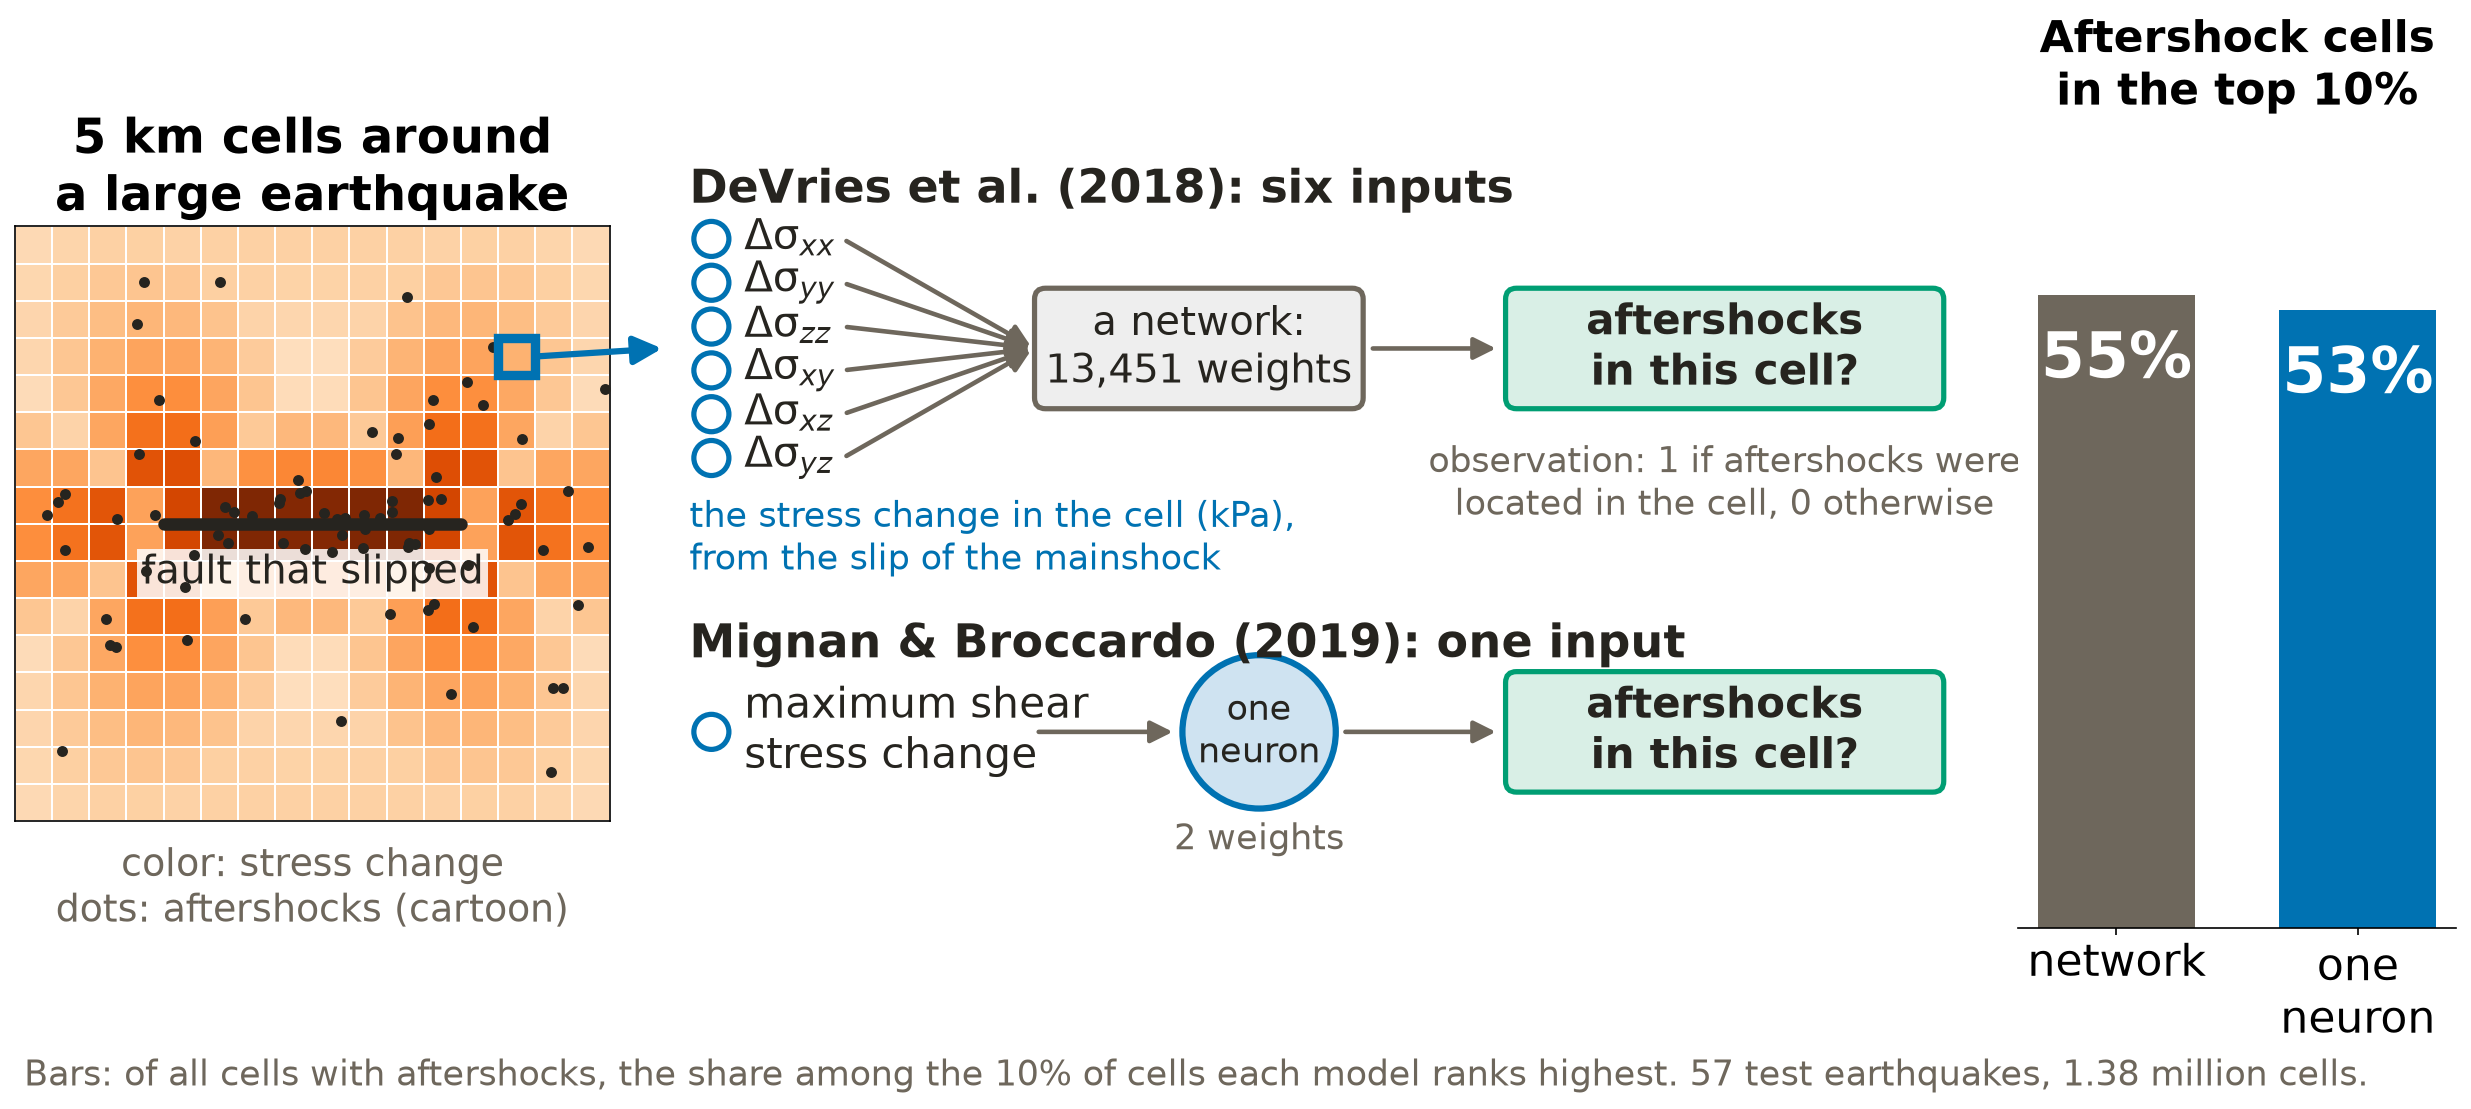 5 km cells around
a large earthquake
fault that slipped
color: stress change
dots: aftershocks (cartoon)
DeVries et al. (2018): six inputs
Δσxx
Δσyy
Δσzz
Δσxy
Δσxz
Δσyz
a network:
13,451 weights
aftershocks
in this cell?
observation: 1 if aftershocks were
located in the cell, 0 otherwise
the stress change in the cell (kPa),
from the slip of the mainshock
Mignan & Broccardo (2019): one input
maximum shear
stress change
one
neuron
2 weights
aftershocks
in this cell?
Aftershock cells
in the top 10%
55%
53%
network
one
neuron
Bars: of all cells with aftershocks, the share among the 10% of cells each model ranks highest. 57 test earthquakes, 1.38 million cells.